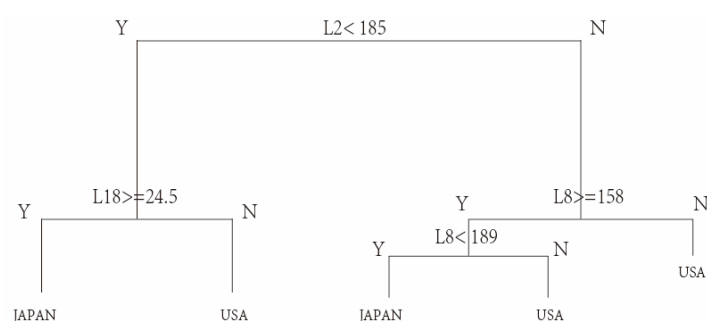 Y L2< 185 N
L18>=24.5 L8>=158
Y N Y N
Y L8< 189 N
USA
JAPAN USA JAPAN USA